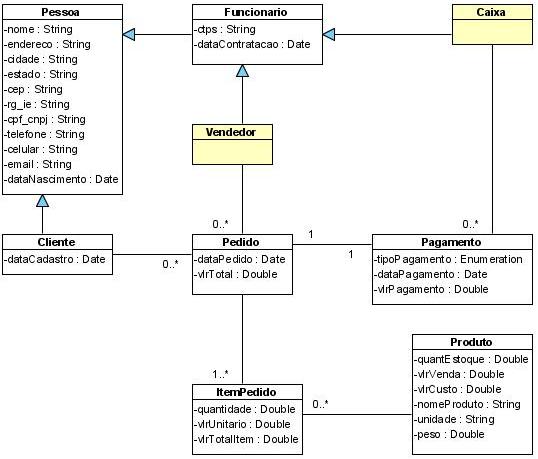 Pessoa
-nome : String
-endereco : String
-cidade : String
-estado : String
-cep : String
-rg_ie : String
-cpf_cnpj : String
-telefone : String
-celular : String
-email : String
-dataNascimento : Date
Funcionario
-ctps : String
-dataContratacao : Date
Caixa
Vendedor
0..*
0..*
Cliente
-dataCadastro : Date
0..*
Pedido
-dataPedido : Date
-vlrTotal : Double
1
1
Pagamento
-tipoPagamento : Enumeration
-dataPagamento : Date
-vlrPagamento : Double
1..*
ItemPedido
-quantidade : Double
-vlrUnitario : Double
-vlrTotalItem : Double
0..*
Produto
-quantEstoque : Double
-vlrVenda : Double
-vlrCusto : Double
-nomeProduto : String
-unidade : String
-peso : Double